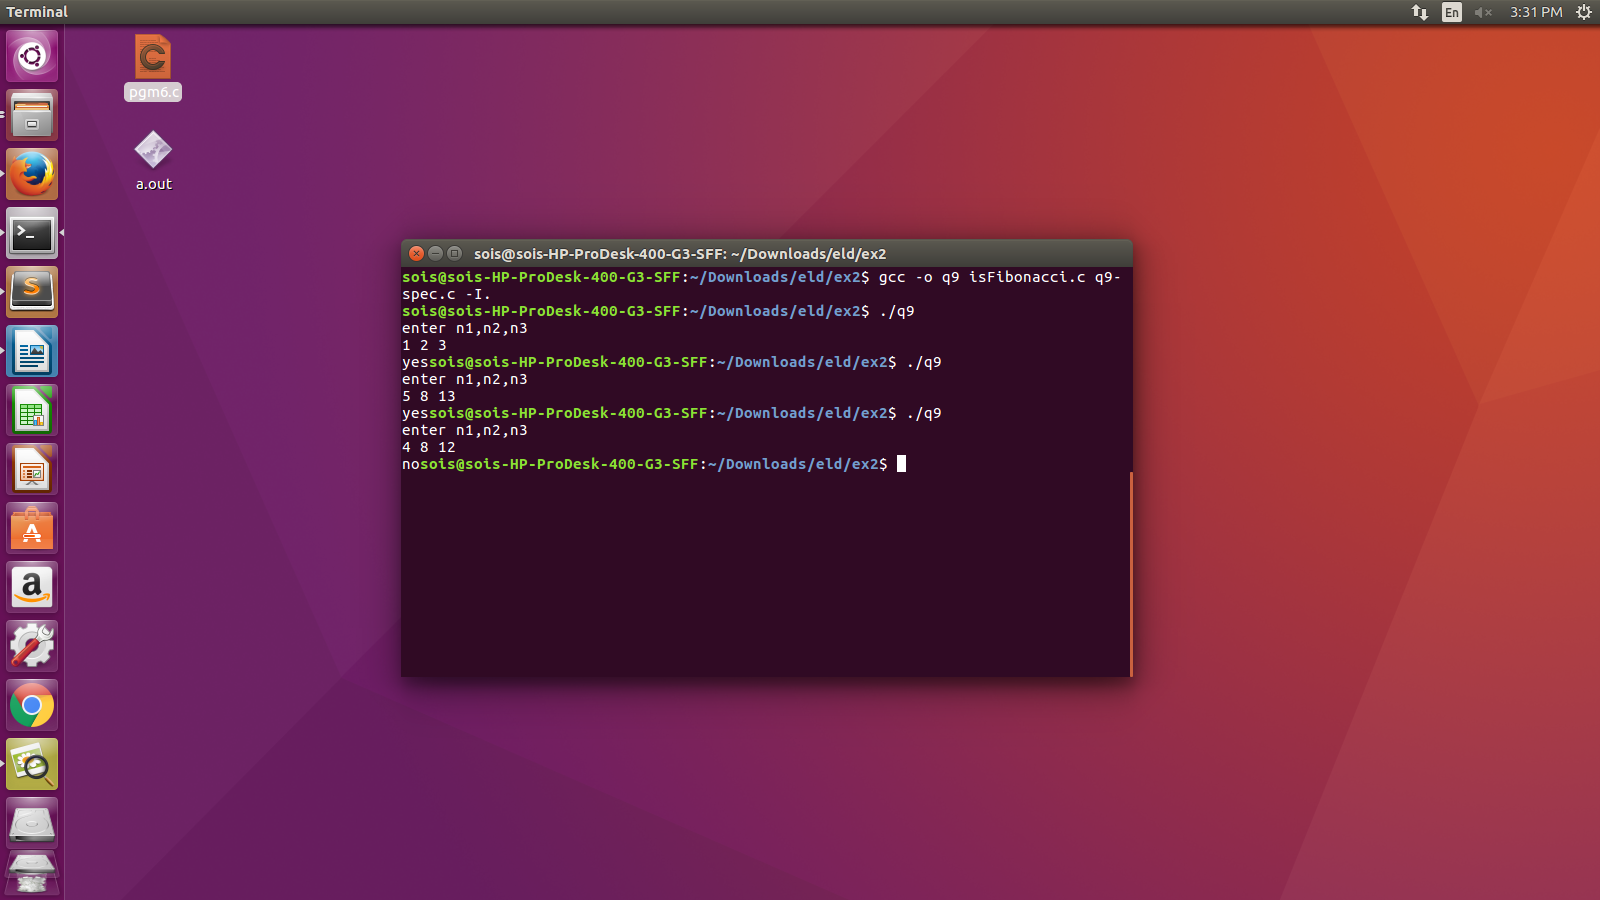 Terminal
En
3:31 PM
pgm6.c
a.out
sois@sois-HP-ProDesk-400-G3-SFF: ~/Downloads/eld/ex2
sois@sois-HP-ProDesk-400-G3-SFF:~/Downloads/eld/ex2$ gcc -o q9 isFibonacci.c q9-
spec.c -I.
sois@sois-HP-ProDesk-400-G3-SFF:~/Downloads/eld/ex2$ ./q9
enter n1,n2,n3
1 2 3
yessois@sois-HP-ProDesk-400-G3-SFF:~/Downloads/eld/ex2$ ./q9
enter n1,n2,n3
5 8 13
yessois@sois-HP-ProDesk-400-G3-SFF:~/Downloads/eld/ex2$ ./q9
enter n1,n2,n3
4 8 12
nosois@sois-HP-ProDesk-400-G3-SFF:~/Downloads/eld/ex2$